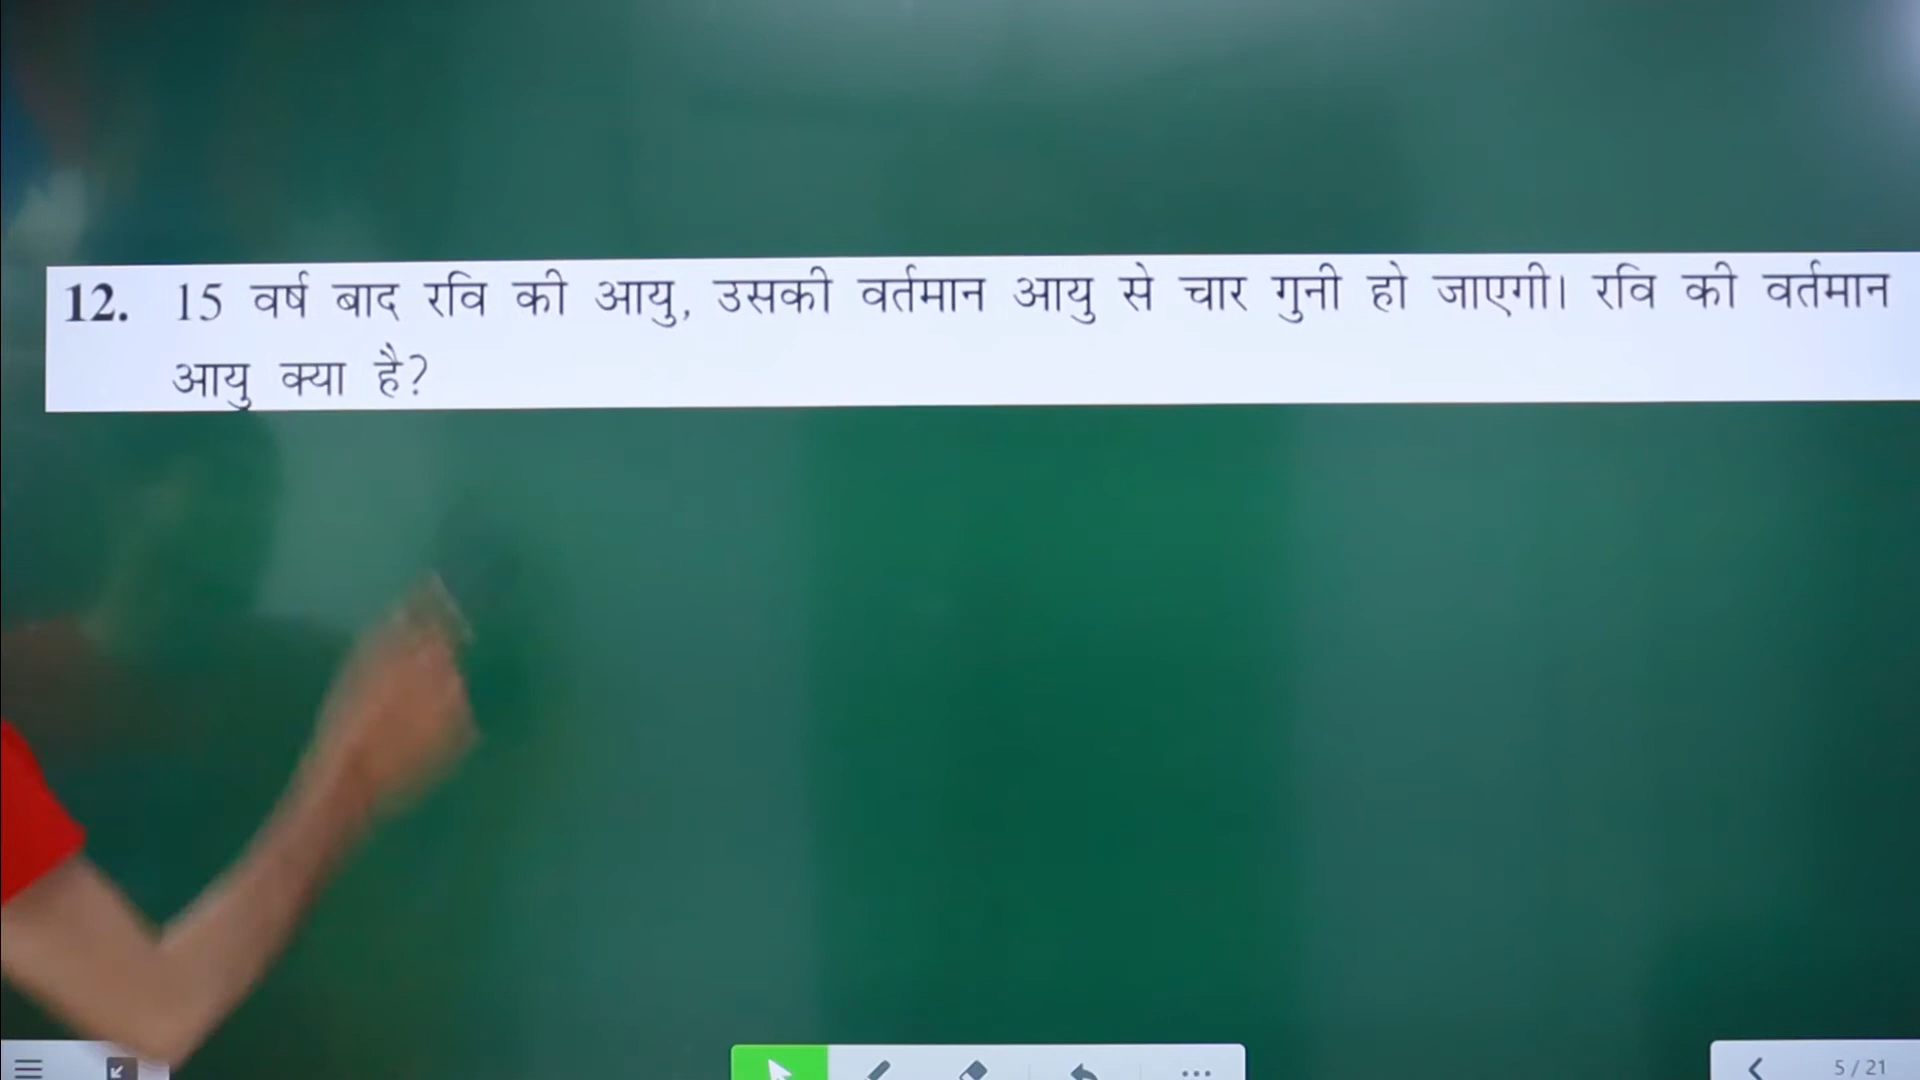 12. 15 वर्ष बाद रवि की आयु, उसकी वर्तमान आयु से चार गुनी हो जाएगी। रवि की वर्तमान
आयु क्या है?
5 / 21